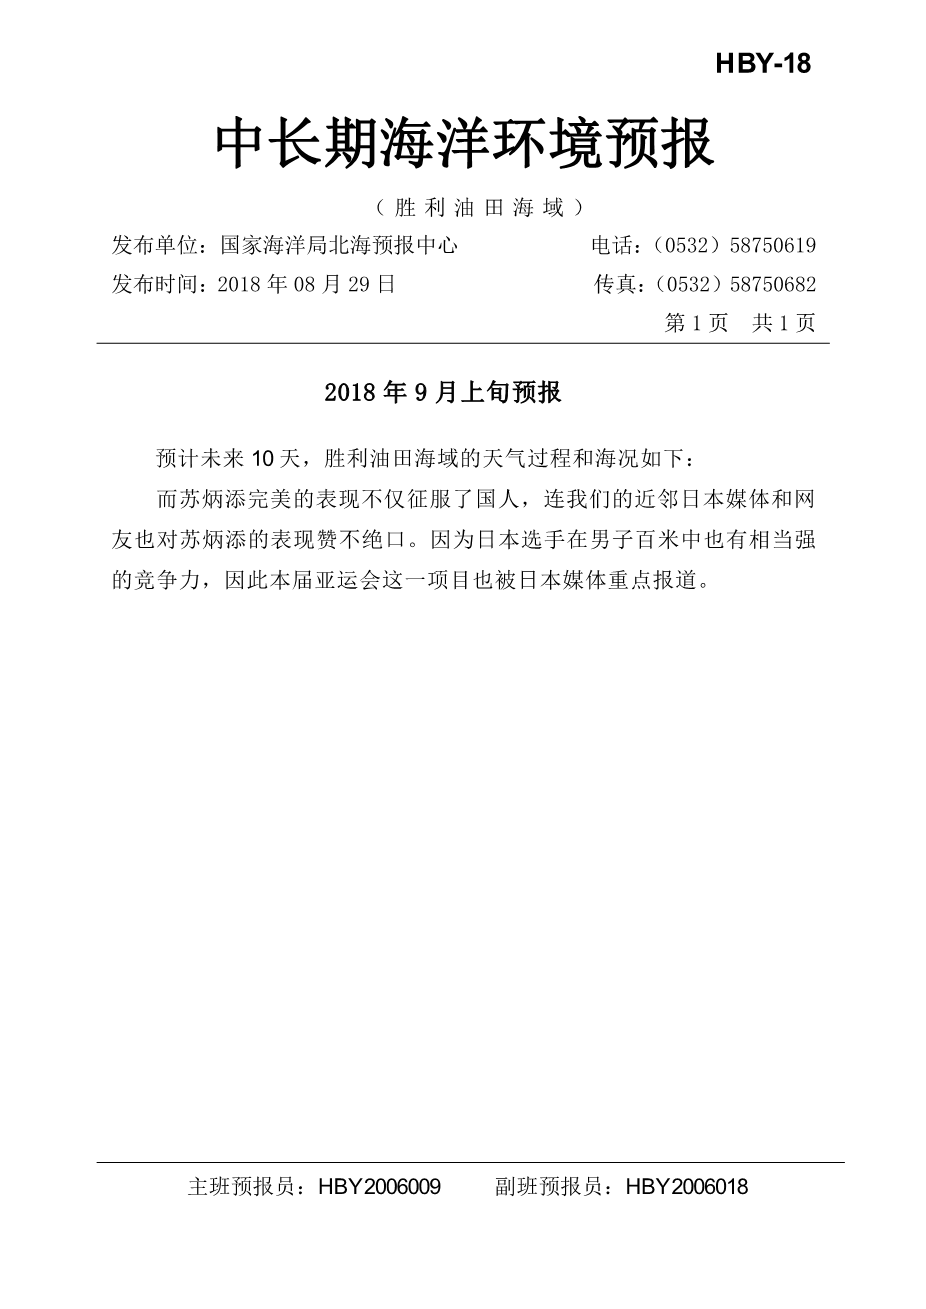 HBY-18
中长期海洋环境预报
（胜利油田海域）
发布单位：国家海洋局北海预报中心 电话：（0532）58750619
发布时间：2018 年 08 月 29 日 传真：（0532）58750682
第 1 页 共 1 页
2018 年 9 月上旬预报
预计未来 10 天，胜利油田海域的天气过程和海况如下：
而苏炳添完美的表现不仅征服了国人，连我们的近邻日本媒体和网
友也对苏炳添的表现赞不绝口。因为日本选手在男子百米中也有相当强
的竞争力，因此本届亚运会这一项目也被日本媒体重点报道。
主班预报员：HBY2006009 副班预报员：HBY2006018